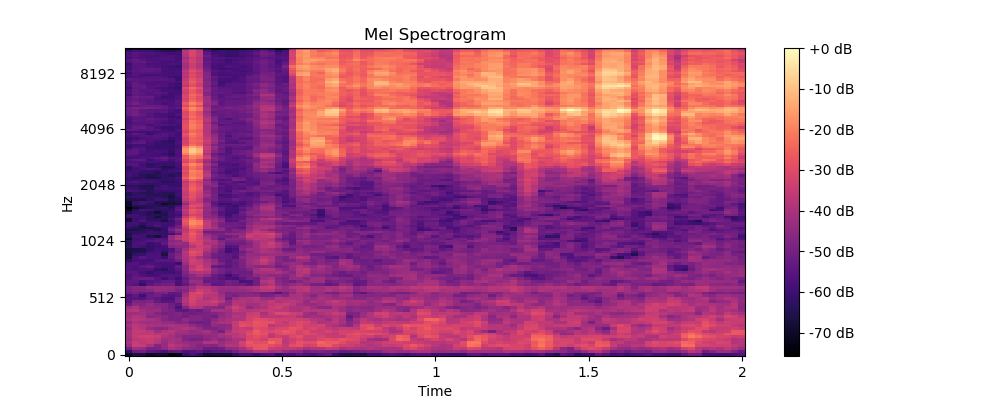 Mel Spectrogram
8192
4096
2048
1024
512
0
Hz
0
0.5
1
1.5
2
Time
+0 dB
-10 dB
-20 dB
-30 dB
-40 dB
-50 dB
-60 dB
-70 dB